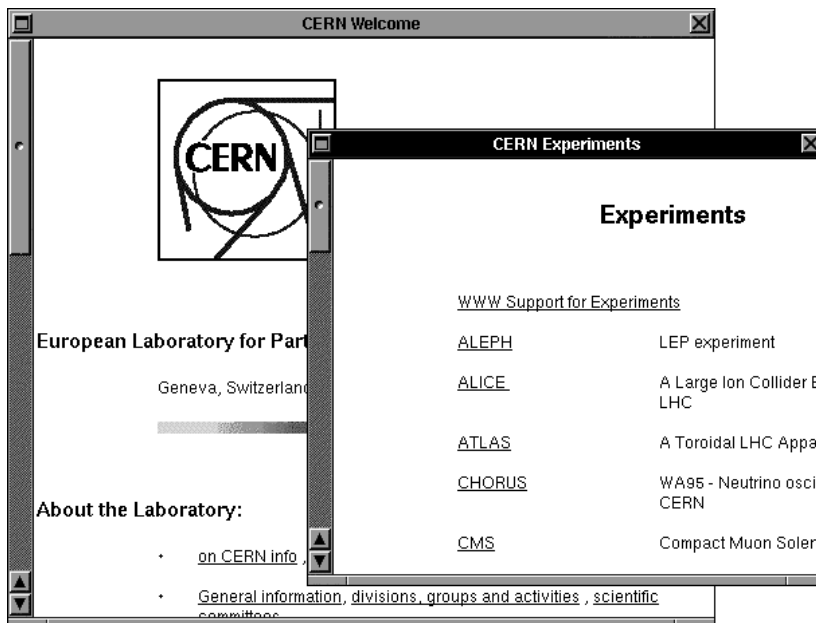 CERN Welcome
CERN
European Laboratory for Part
Geneva, Switzerland
About the Laboratory:
on CERN info ,
General information, divisions, groups and activities , scientific
committees
CERN Experiments
Experiments
WWW Support for Experiments
ALEPH LEP experiment
ALICE A Large Ion Collider E
LHC
ATLAS A Toroidal LHC Appa
CHORUS WA95 - Neutrino osci
CERN
CMS Compact Muon Solen